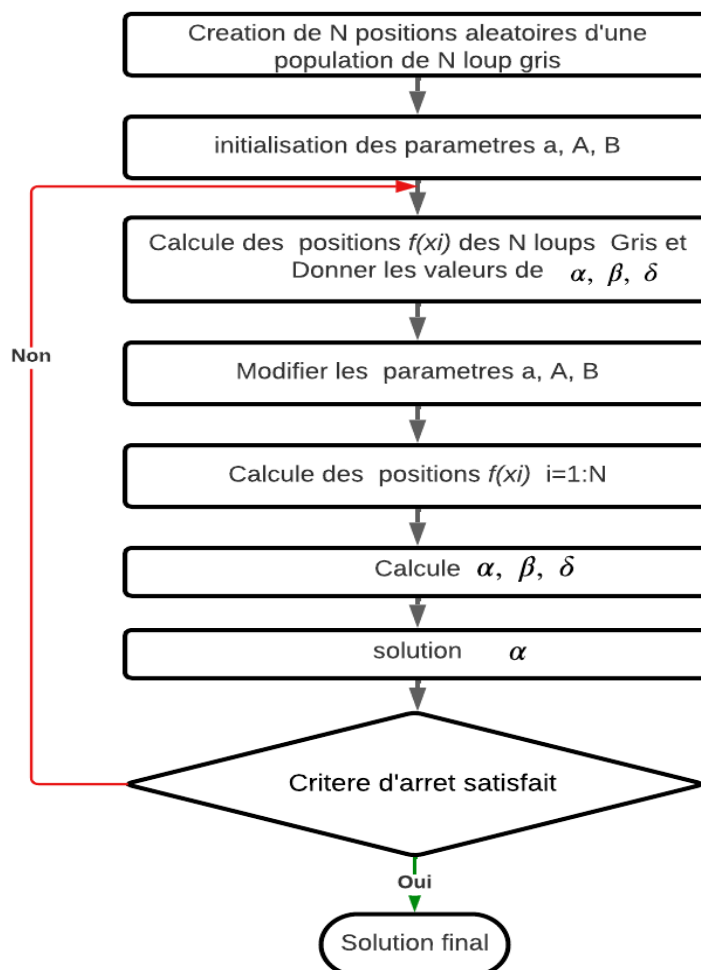 Creation de N positions aleatoires d'une
population de N loup gris
initialisation des parametres a, A, B
Calcule des positions f(xi) des N loups Gris et
Donner les valeurs de α, β, δ
Non
Modifier les parametres a, A, B
Calcule des positions f(xi) i=1:N
Calcule α, β, δ
solution α
Critere d'arret satisfait
Oui
Solution final